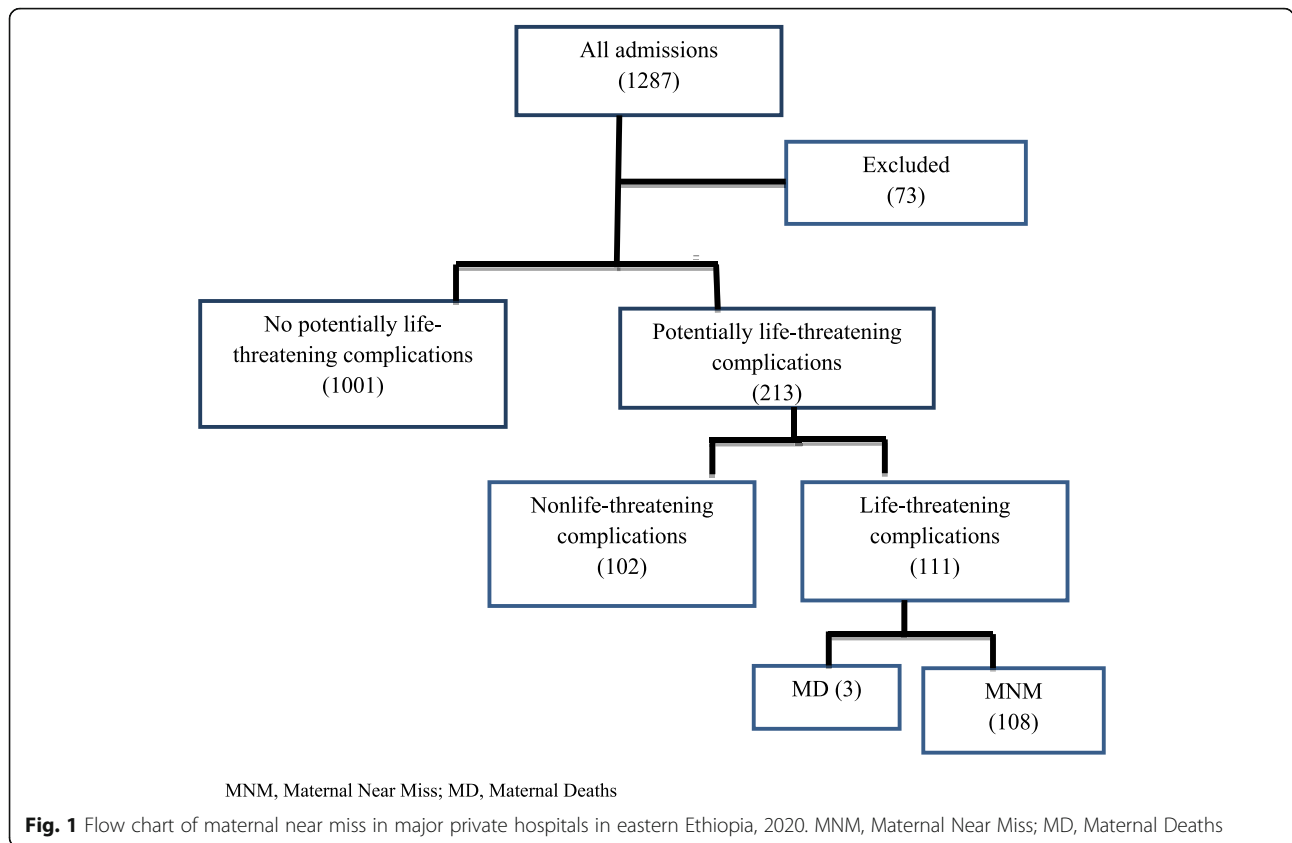 All admissions
(1287)
Excluded
(73)
No potentially life-
threatening complications
(1001)
Potentially life-threatening
complications
(213)
Nonlife-threatening
complications
(102)
Life-threatening
complications
(111)
MD (3)
MNM
(108)
MNM, Maternal Near Miss; MD, Maternal Deaths
Fig. 1 Flow chart of maternal near miss in major private hospitals in eastern Ethiopia, 2020. MNM, Maternal Near Miss; MD, Maternal Deaths